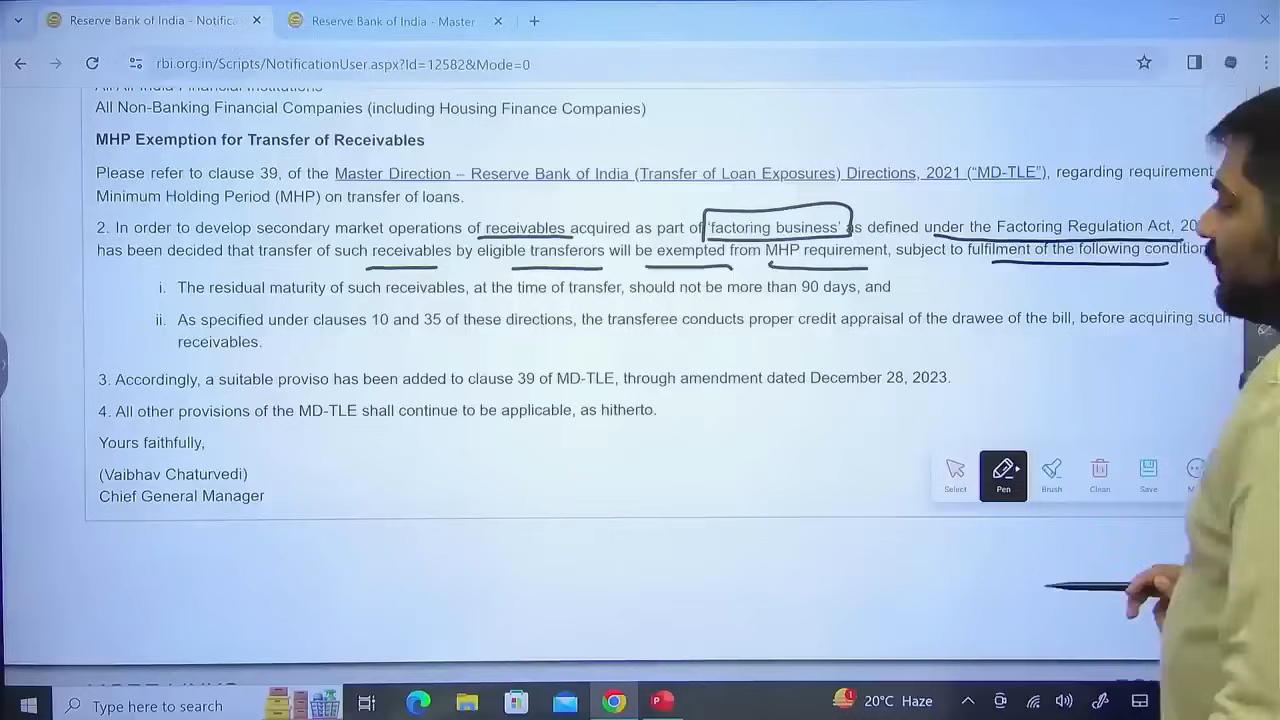 Reserve Bank of India - Notifica
Reserve Bank of India - Master
rbi.org.in/Scripts/NotificationUser.aspx?Id=12582&Mode=0
All All India Financial Institutions
All Non-Banking Financial Companies (including Housing Finance Companies)
MHP Exemption for Transfer of Receivables
Please refer to clause 39, of the Master Direction – Reserve Bank of India (Transfer of Loan Exposures) Directions, 2021 (“MD-TLE”), regarding requirement
Minimum Holding Period (MHP) on transfer of loans.
2. In order to develop secondary market operations of receivables acquired as part of ‘factoring business’ as defined under the Factoring Regulation Act, 20
has been decided that transfer of such receivables by eligible transferors will be exempted from MHP requirement, subject to fulfilment of the following condition
i. The residual maturity of such receivables, at the time of transfer, should not be more than 90 days, and
ii. As specified under clauses 10 and 35 of these directions, the transferee conducts proper credit appraisal of the drawee of the bill, before acquiring such
receivables.
3. Accordingly, a suitable proviso has been added to clause 39 of MD-TLE, through amendment dated December 28, 2023.
4. All other provisions of the MD-TLE shall continue to be applicable, as hitherto.
Yours faithfully,
(Vaibhav Chaturvedi)
Chief General Manager
Select Pen Brush Clean Save M
Type here to search
20°C Haze